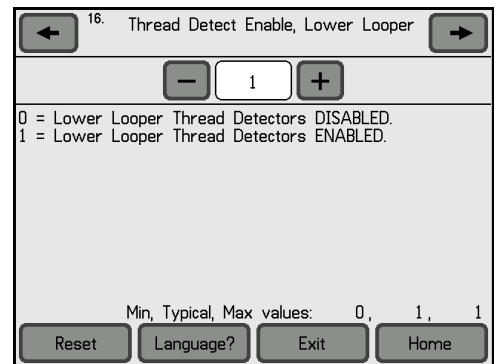 16. Thread Detect Enable, Lower Looper
− 1 +
0 = Lower Looper Thread Detectors DISABLED.
1 = Lower Looper Thread Detectors ENABLED.
Min, Typical, Max values: 0, 1, 1
Reset Language? Exit Home